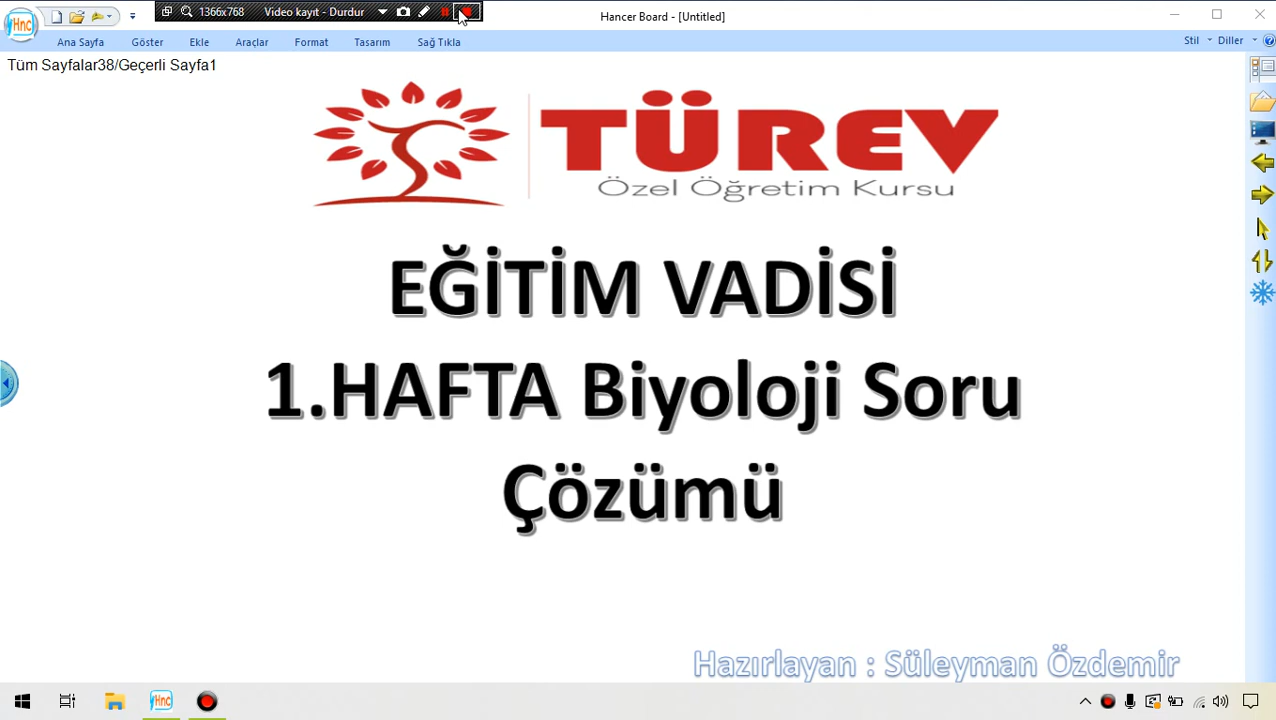 1366x768 Video kayıt - Durdur
Hancer Board - [Untitled]
Hnc
Ana Sayfa Göster Ekle Araçlar Format Tasarım Sağ Tıkla
Stil Diller
Tüm Sayfalar38/Geçerli Sayfa1
TÜREV
Özel Öğretim Kursu
EĞİTİM VADİSİ
1.HAFTA Biyoloji Soru
Çözümü
Hazırlayan : Süleyman Özdemir
Hnc